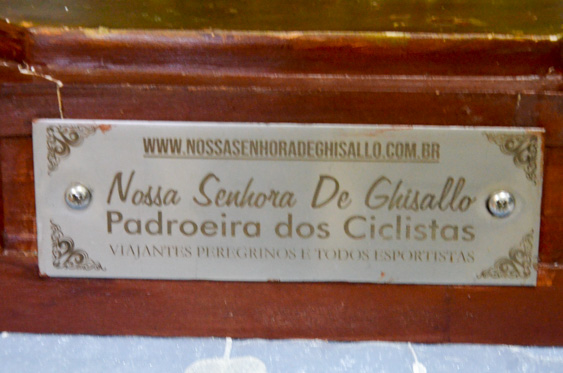 WWW.NOSSASENHORADEGHISALLO.COM.BR
Nossa Senhora De Ghisallo
Padroeira dos Ciclistas
VIAJANTES PEREGRINOS E TODOS ESPORTISTAS